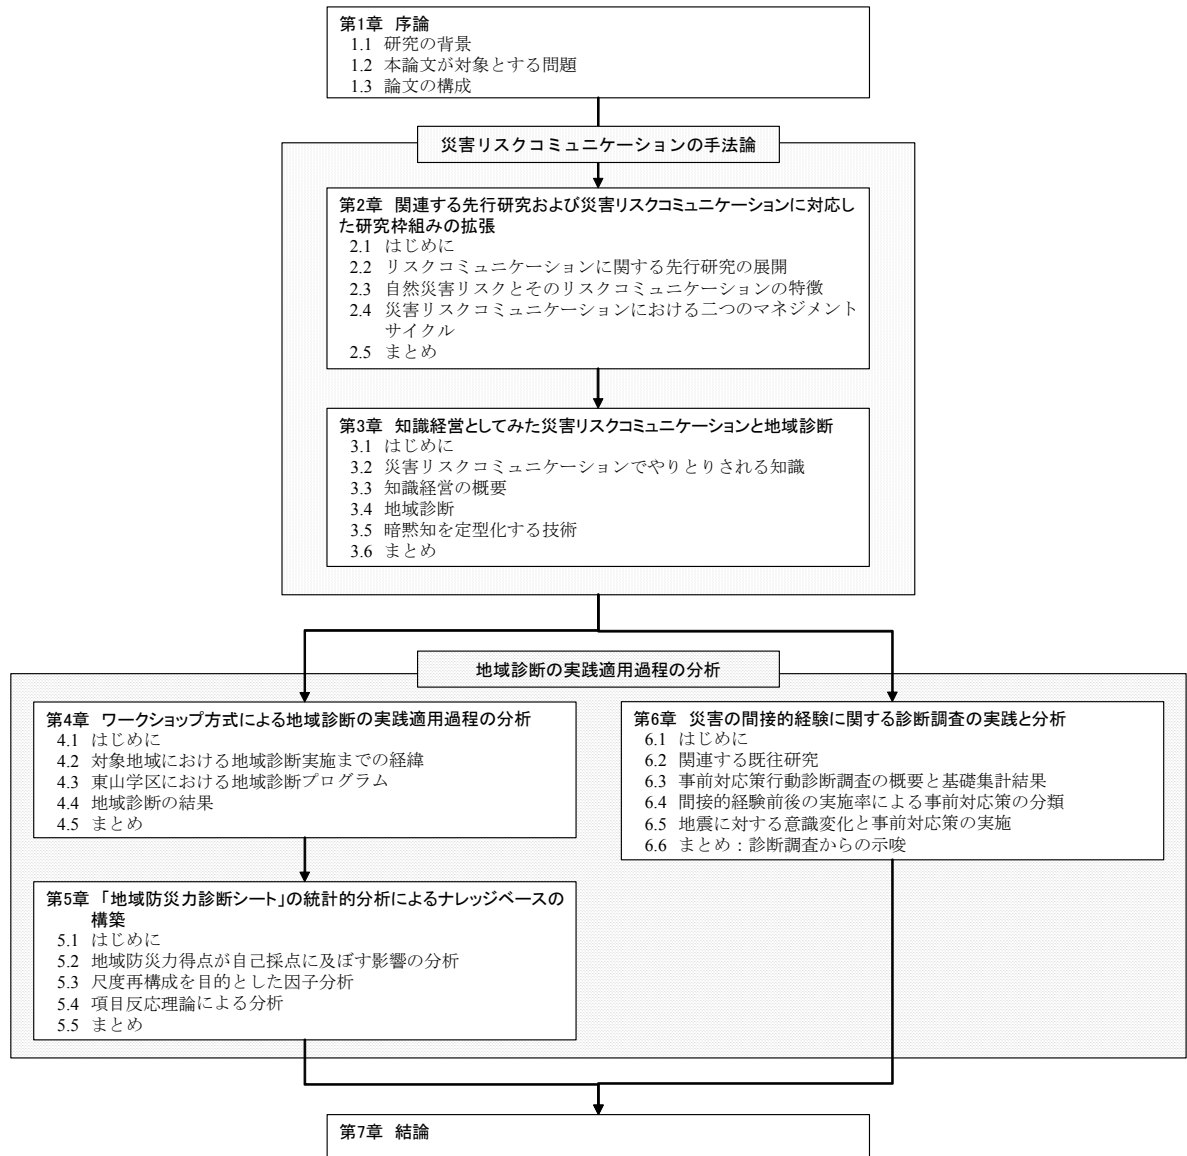 第1章 序論
1.1 研究の背景
1.2 本論文が対象とする問題
1.3 論文の構成
災害リスクコミュニケーションの手法論
第2章 関連する先行研究および災害リスクコミュニケーションに対応し
た研究枠組みの拡張
2.1 はじめに
2.2 リスクコミュニケーションに関する先行研究の展開
2.3 自然災害リスクとそのリスクコミュニケーションの特徴
2.4 災害リスクコミュニケーションにおける二つのマネジメント
サイクル
2.5 まとめ
第3章 知識経営としてみた災害リスクコミュニケーションと地域診断
3.1 はじめに
3.2 災害リスクコミュニケーションでやりとりされる知識
3.3 知識経営の概要
3.4 地域診断
3.5 暗黙知を定型化する技術
3.6 まとめ
地域診断の実践適用過程の分析
第4章 ワークショップ方式による地域診断の実践適用過程の分析
4.1 はじめに
4.2 対象地域における地域診断実施までの経緯
4.3 東山学区における地域診断プログラム
4.4 地域診断の結果
4.5 まとめ
第5章 「地域防災力診断シート」の統計的分析によるナレッジベースの
構築
5.1 はじめに
5.2 地域防災力得点が自己採点に及ぼす影響の分析
5.3 尺度再構成を目的とした因子分析
5.4 項目反応理論による分析
5.5 まとめ
第6章 災害の間接的経験に関する診断調査の実践と分析
6.1 はじめに
6.2 関連する既往研究
6.3 事前対応策行動診断調査の概要と基礎集計結果
6.4 間接的経験前後の実施率による事前対応策の分類
6.5 地震に対する意識変化と事前対応策の実施
6.6 まとめ：診断調査からの示唆
第7章 結論